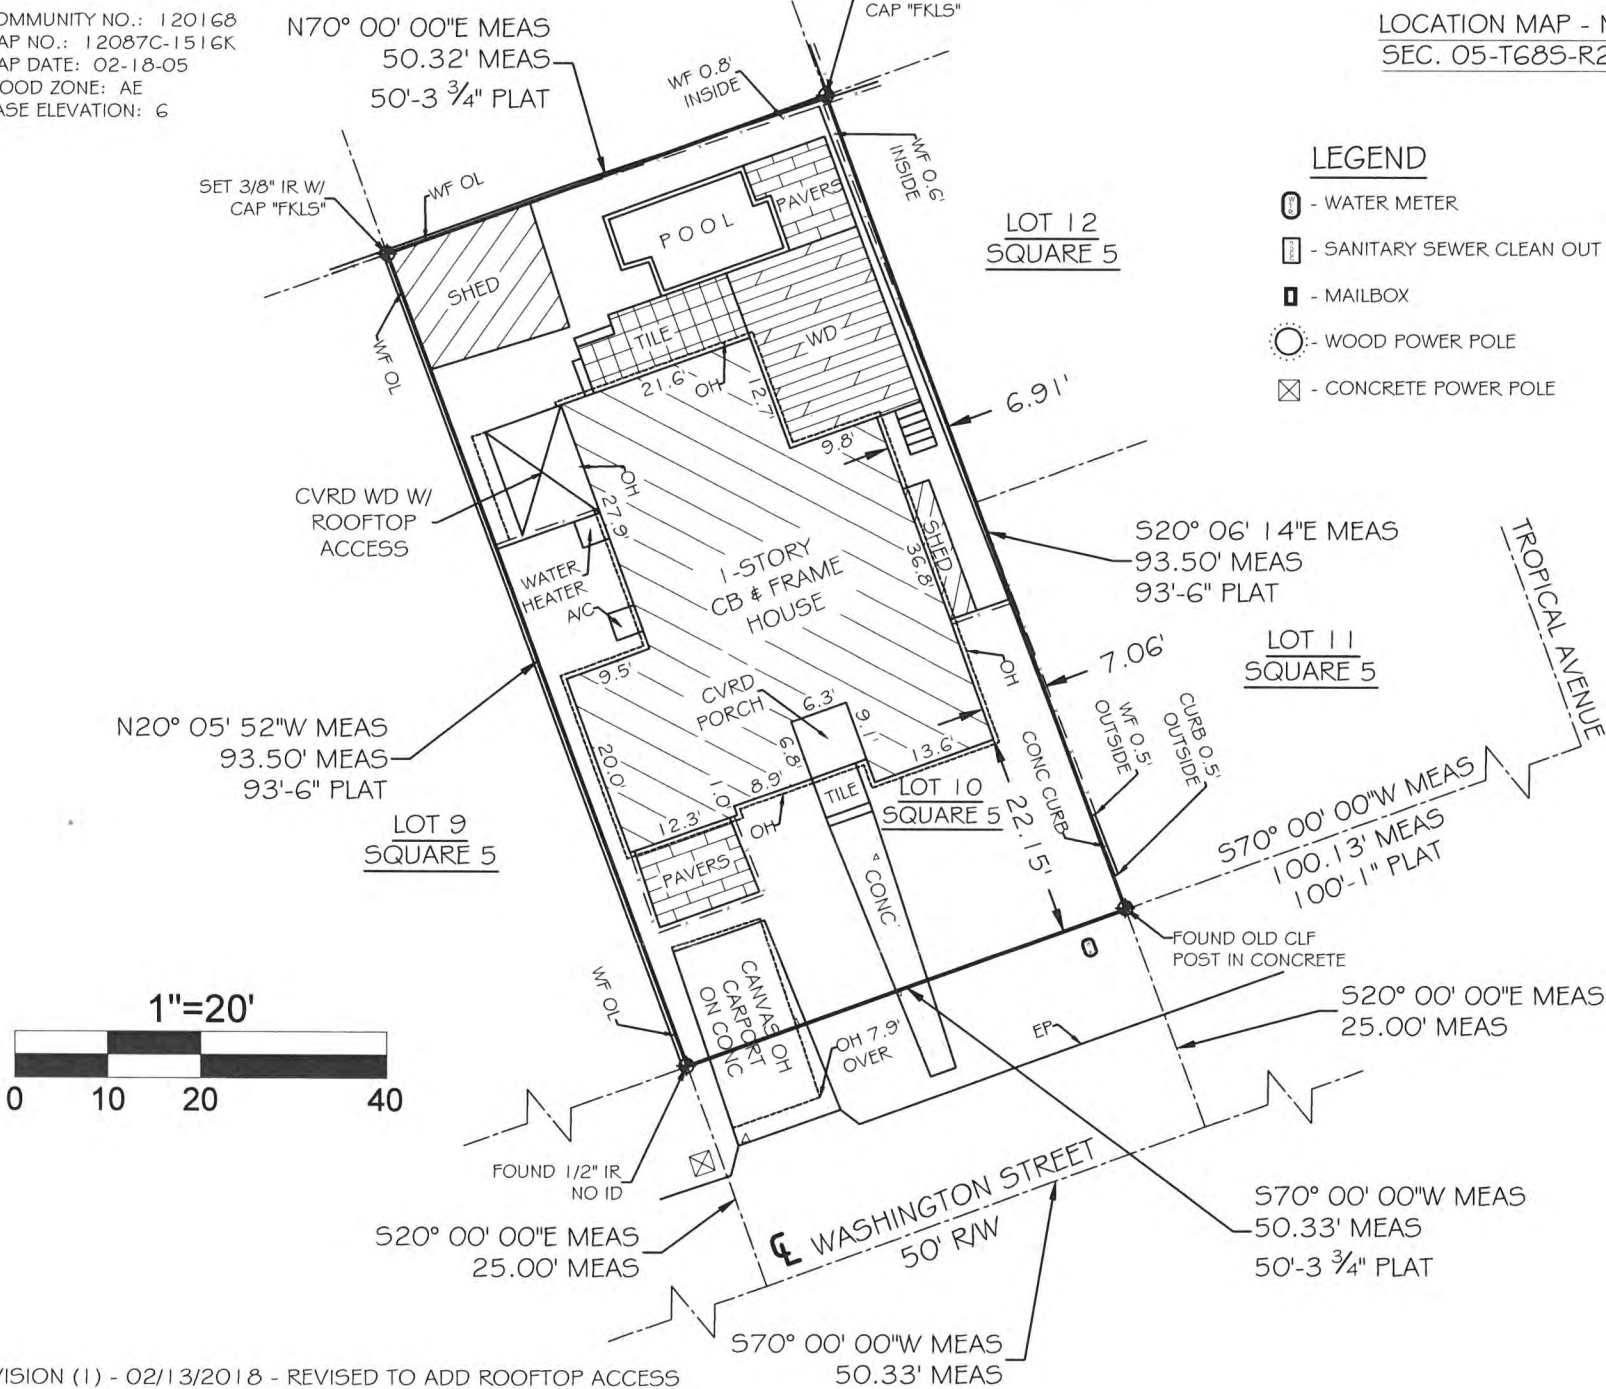 OMMUNITY NO.: 120168
AP NO.: 12087C-1516K
AP DATE: 02-18-05
OOD ZONE: AE
ASE ELEVATION: 6
N70° 00' 00"E MEAS
50.32' MEAS
50'-3 3/4" PLAT
CAP "FKLS"
LOCATION MAP - N
SEC. 05-T68S-R2
WF 0.8'
INSIDE
WF 0.6'
INSIDE
SET 3/8" IR W/
CAP "FKLS"
WF OL
WF OL
SHED
POOL
PAVERS
TILE
WD
LOT 12
SQUARE 5
LEGEND
- WATER METER
- SANITARY SEWER CLEAN OUT
- MAILBOX
- WOOD POWER POLE
- CONCRETE POWER POLE
21.6'
OH
12.7'
9.8'
6.91'
CVRD WD W/
ROOFTOP
ACCESS
OH
27.9'
WATER
HEATER
A/C
1-STORY
CB & FRAME
HOUSE
36.8'
SHED
S20° 06' 14"E MEAS
93.50' MEAS
93'-6" PLAT
TROPICAL AVENUE
LOT 11
SQUARE 5
7.06'
OH
9.5'
CVRD
PORCH
6.3'
9.1'
6.8'
13.6'
N20° 05' 52"W MEAS
93.50' MEAS
93'-6" PLAT
20.0'
1.0'
8.9'
12.3'
OH
TILE
LOT 10
SQUARE 5
22.15'
CONC CURB
WF 0.5'
OUTSIDE
CURB 0.5'
OUTSIDE
S70° 00' 00"W MEAS
100.13' MEAS
100'-1" PLAT
LOT 9
SQUARE 5
PAVERS
CONC
FOUND OLD CLF
POST IN CONCRETE
WF OL
CANVAS OH
CARPORT
ON CONC
OH 7.9'
OVER
EP
S20° 00' 00"E MEAS
25.00' MEAS
1"=20'
0 10 20 40
FOUND 1/2" IR
NO ID
S20° 00' 00"E MEAS
25.00' MEAS
CL WASHINGTON STREET
50' R/W
S70° 00' 00"W MEAS
50.33' MEAS
50'-3 3/4" PLAT
S70° 00' 00"W MEAS
50.33' MEAS
VISION (1) - 02/13/2018 - REVISED TO ADD ROOFTOP ACCESS